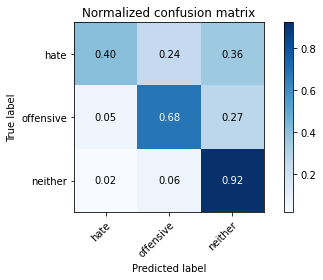 Normalized confusion matrix
hate 0.40 0.24 0.36
offensive 0.05 0.68 0.27
neither 0.02 0.06 0.92
hate offensive neither
True label
Predicted label
0.8
0.6
0.4
0.2